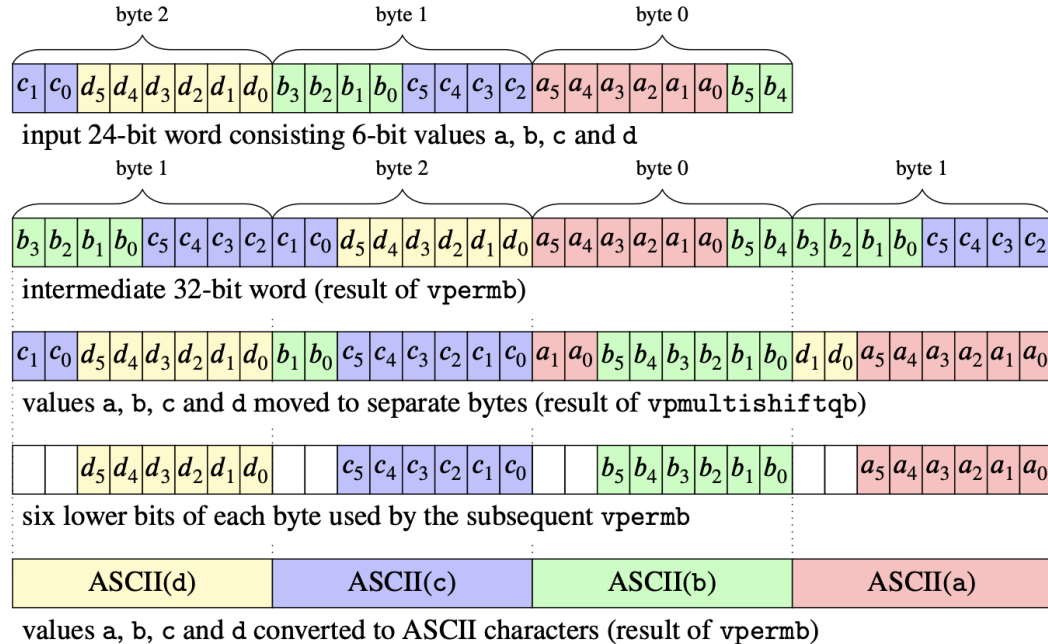 byte 2 byte 1 byte 0
c₁ c₀ d₅ d₄ d₃ d₂ d₁ d₀ b₃ b₂ b₁ b₀ c₅ c₄ c₃ c₂ a₅ a₄ a₃ a₂ a₁ a₀ b₅ b₄
input 24-bit word consisting 6-bit values a, b, c and d
byte 1 byte 2 byte 0 byte 1
b₃ b₂ b₁ b₀ c₅ c₄ c₃ c₂ c₁ c₀ d₅ d₄ d₃ d₂ d₁ d₀ a₅ a₄ a₃ a₂ a₁ a₀ b₅ b₄ b₃ b₂ b₁ b₀ c₅ c₄ c₃ c₂
intermediate 32-bit word (result of vpermb)
c₁ c₀ d₅ d₄ d₃ d₂ d₁ d₀ b₁ b₀ c₅ c₄ c₃ c₂ c₁ c₀ a₁ a₀ b₅ b₄ b₃ b₂ b₁ b₀ d₁ d₀ a₅ a₄ a₃ a₂ a₁ a₀
values a, b, c and d moved to separate bytes (result of vpmultishiftqb)
d₅ d₄ d₃ d₂ d₁ d₀ c₅ c₄ c₃ c₂ c₁ c₀ b₅ b₄ b₃ b₂ b₁ b₀ a₅ a₄ a₃ a₂ a₁ a₀
six lower bits of each byte used by the subsequent vpermb
ASCII(d) ASCII(c) ASCII(b) ASCII(a)
values a, b, c and d converted to ASCII characters (result of vpermb)